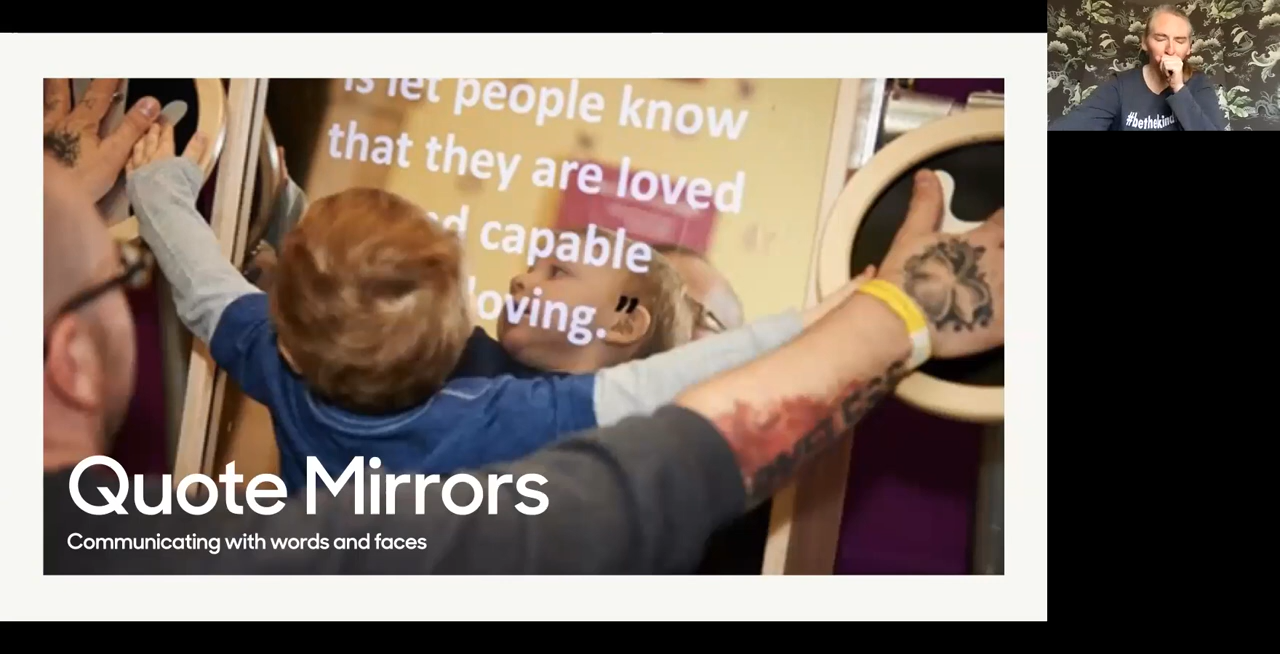 is let people know
that they are loved
capable
loving.”
Quote Mirrors
Communicating with words and faces
#bethekind